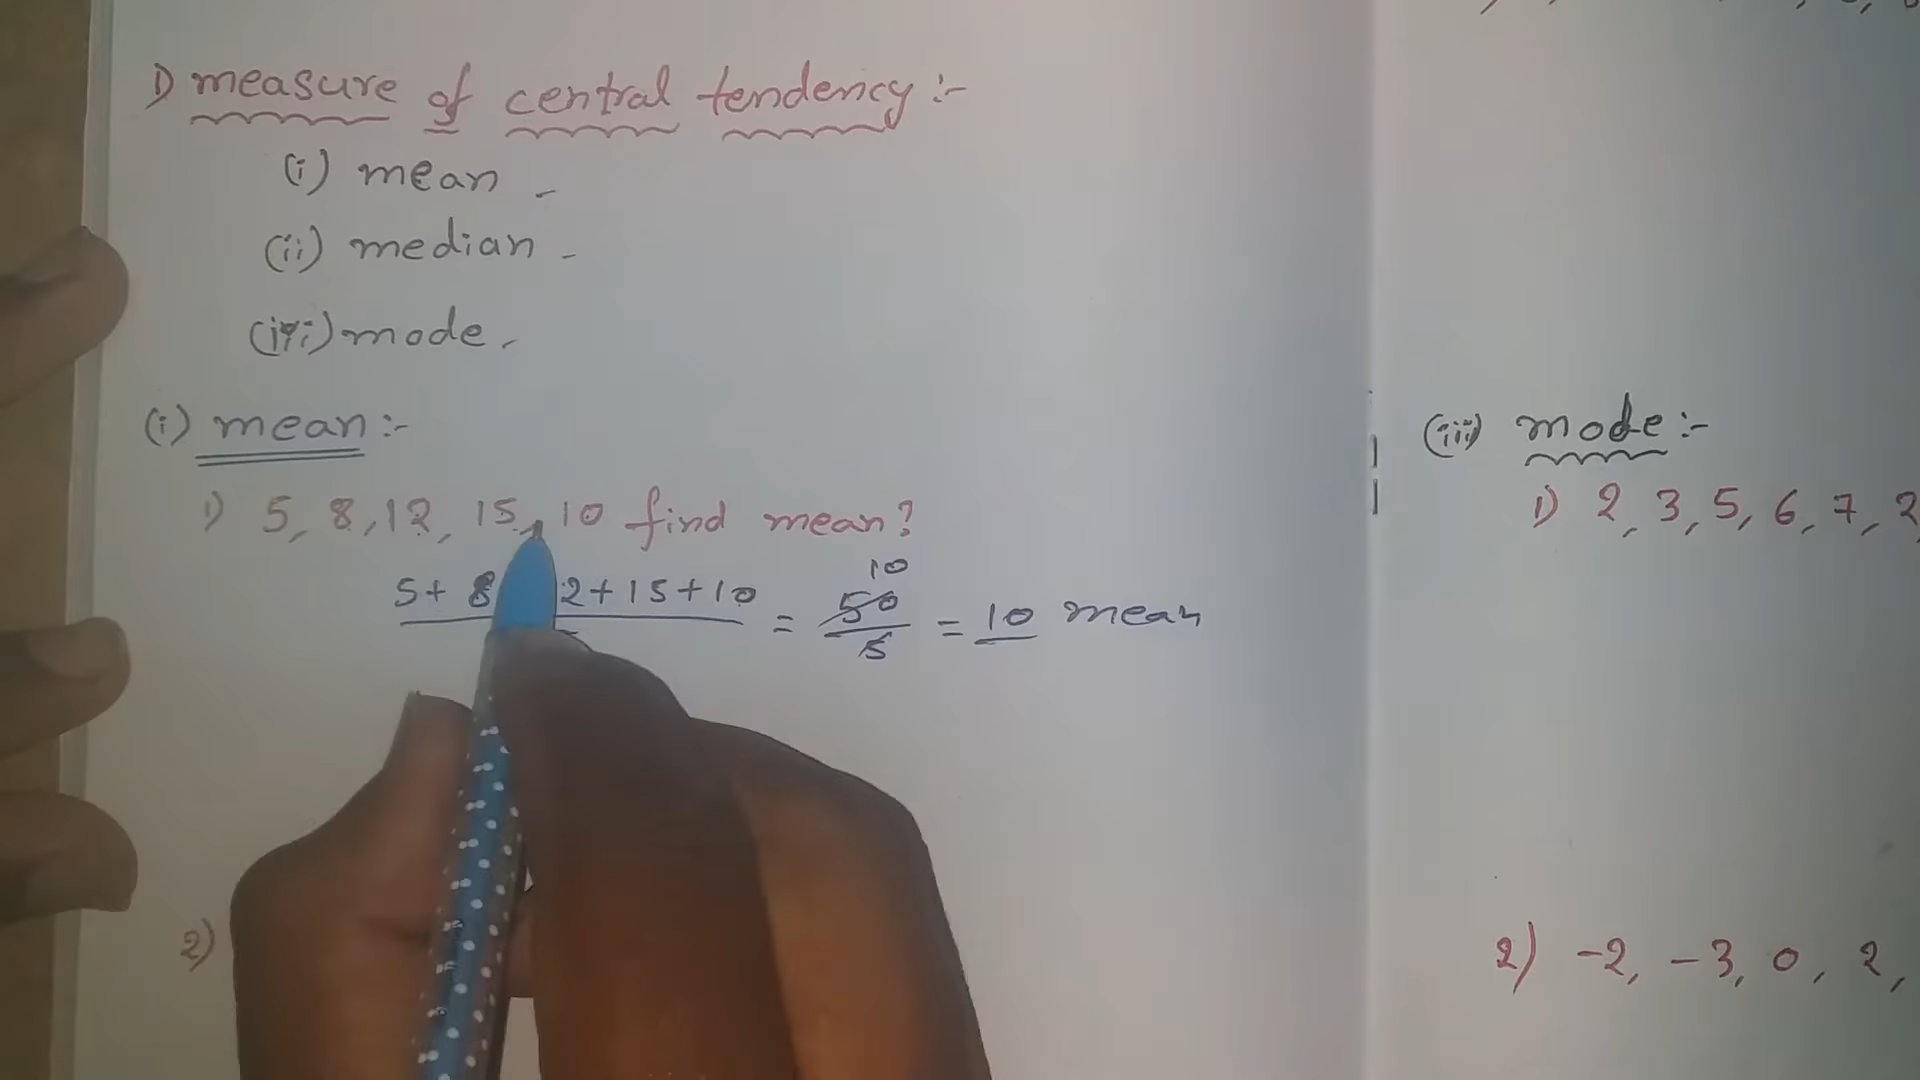 1) measure of central tendency :-
(i) mean -
(ii) median -
(iii) mode.
(i) mean :-
1) 5, 8, 12, 15, 10 find mean?
5 + 8 2 + 15 + 10 = 50 / 5 = 10 mean
10
2)
(iii) mode :-
1) 2, 3, 5, 6, 7, 2
2) -2, -3, 0, 2,